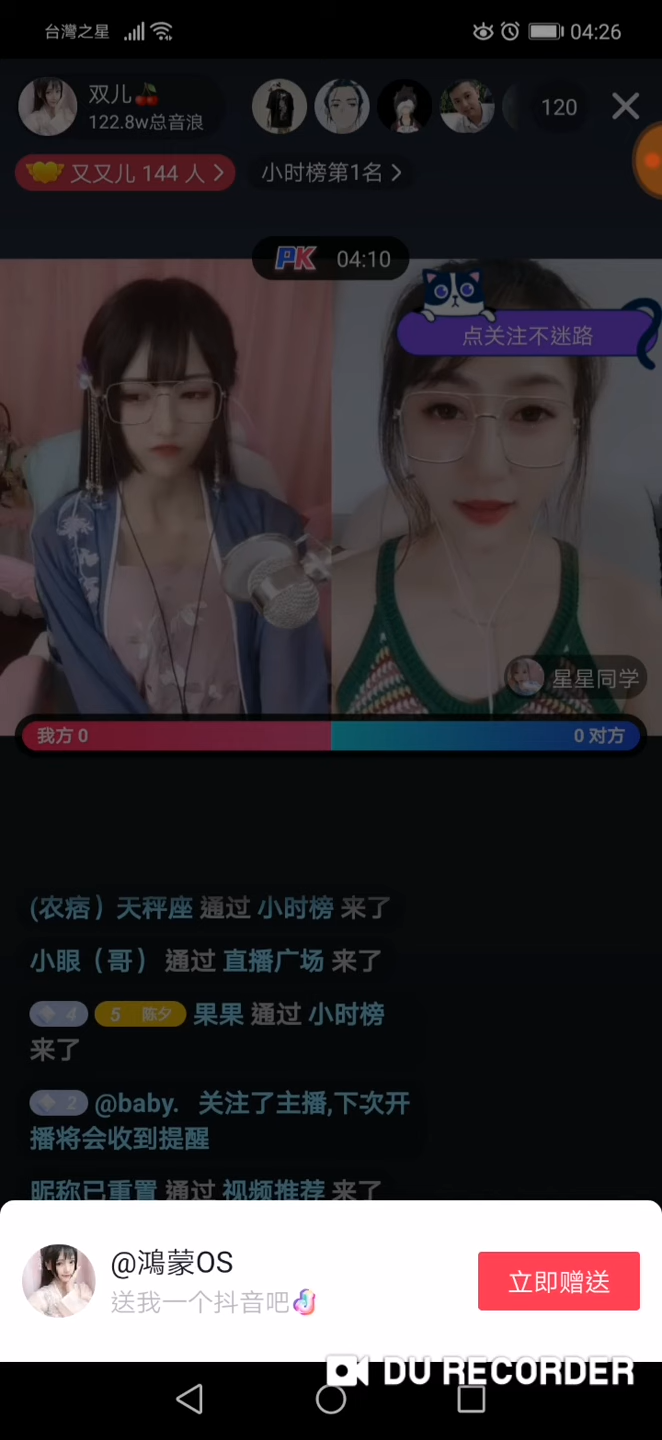 台灣之星
04:26
双儿🍒
122.8w总音浪
120
又又儿 144 人
小时榜第1名
PK 04:10
点关注不迷路
星星同学
我方 0
0 对方
(农痞）天秤座 通过 小时榜 来了
小眼（哥） 通过 直播广场 来了
4 5 陈夕 果果 通过 小时榜
来了
2 @baby. 关注了主播,下次开
播将会收到提醒
昵称已重置 通过 视频推荐 来了
@鴻蒙OS
送我一个抖音吧
立即赠送
DU RECORDER